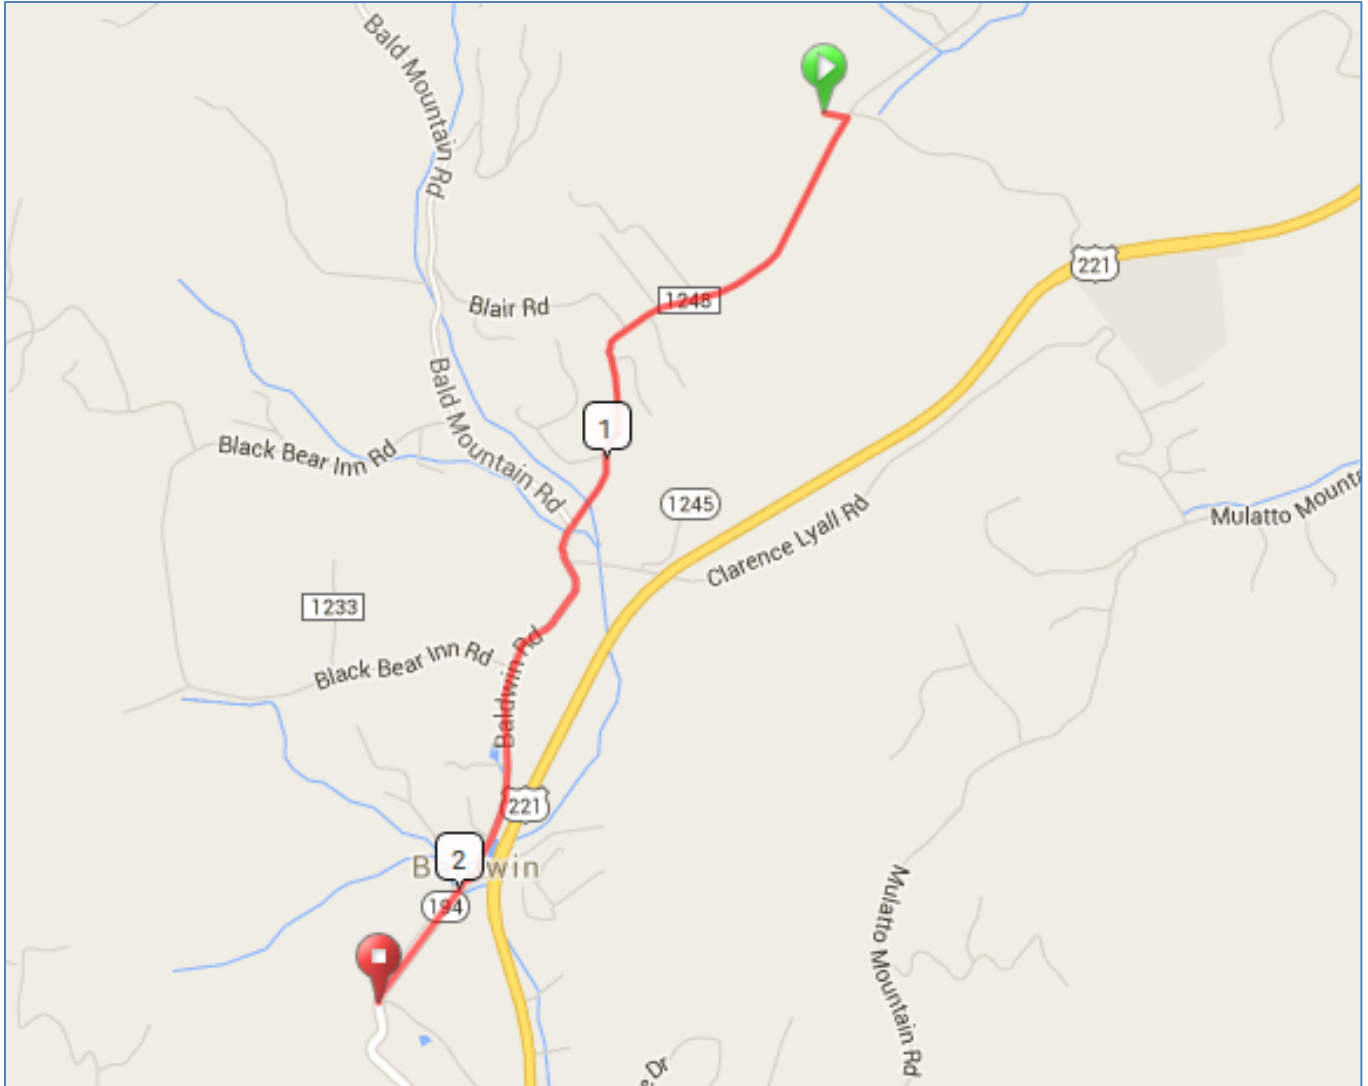 Bald Mountain Rd
221
Blair Rd
1248
Bald Mountain Rd
1
Black Bear Inn Rd
1245
Clarence Lyall Rd
Mulatto Mounta
1233
Baldwin Rd
Black Bear Inn Rd
221
2
B win
194
Mulatto Mountain Rd
Dr